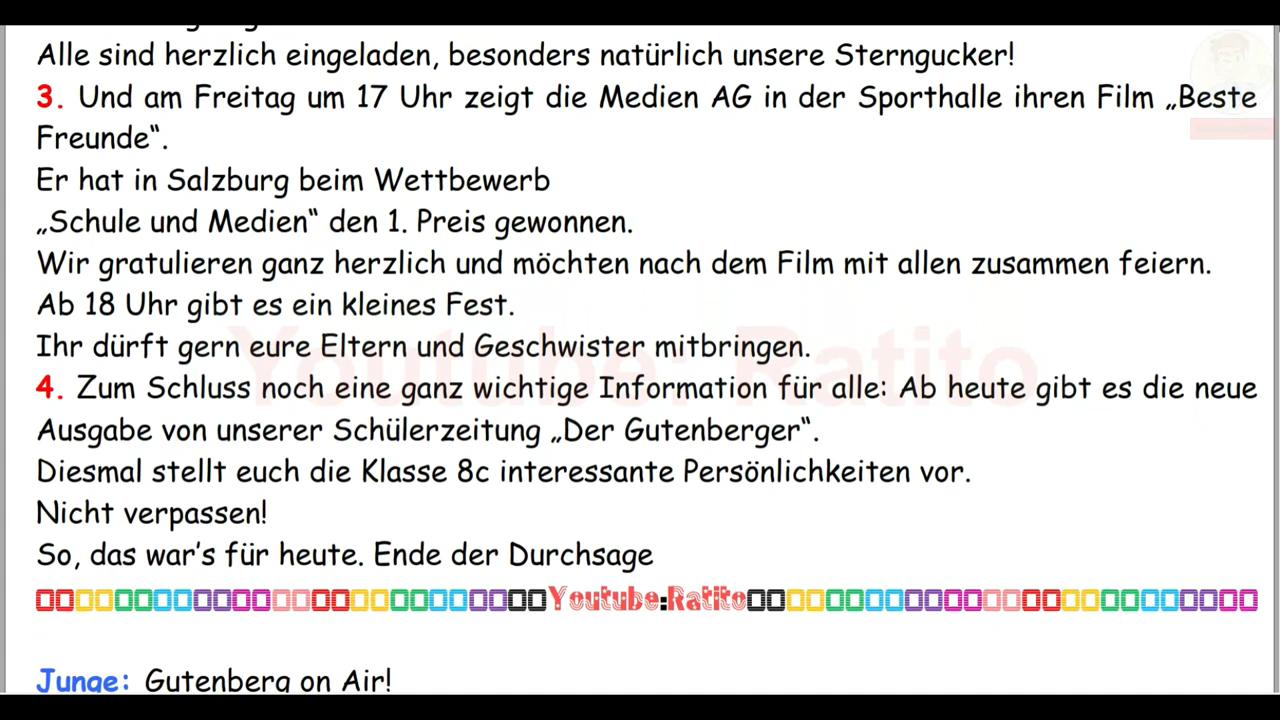 Alle sind herzlich eingeladen, besonders natürlich unsere Sterngucker!
3. Und am Freitag um 17 Uhr zeigt die Medien AG in der Sporthalle ihren Film „Beste
Freunde“.
Er hat in Salzburg beim Wettbewerb
„Schule und Medien“ den 1. Preis gewonnen.
Wir gratulieren ganz herzlich und möchten nach dem Film mit allen zusammen feiern.
Ab 18 Uhr gibt es ein kleines Fest.
Ihr dürft gern eure Eltern und Geschwister mitbringen.
Youtube: Ratito
4. Zum Schluss noch eine ganz wichtige Information für alle: Ab heute gibt es die neue
Ausgabe von unserer Schülerzeitung „Der Gutenberger“.
Diesmal stellt euch die Klasse 8c interessante Persönlichkeiten vor.
Nicht verpassen!
So, das war’s für heute. Ende der Durchsage
Youtube:Ratito
Junge: Gutenberg on Air!